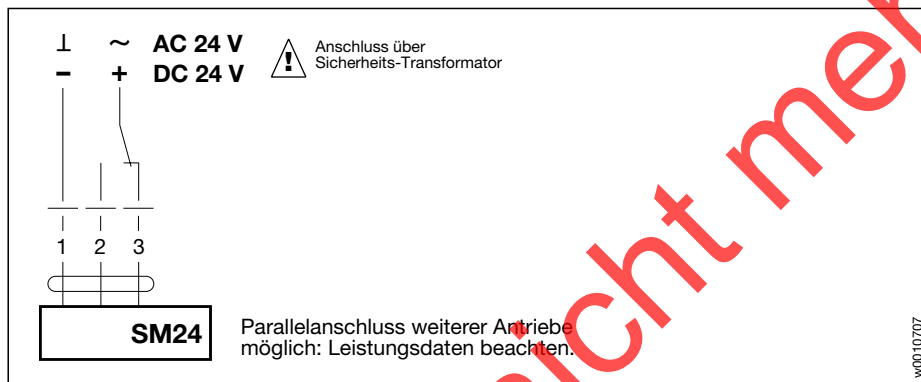 ⊥ ~ AC 24 V
– + DC 24 V
Anschluss über
Sicherheits-Transformator
1 2 3
SM24
Parallelanschluss weiterer Antriebe
möglich: Leistungsdaten beachten.
w0010707
nicht mehr